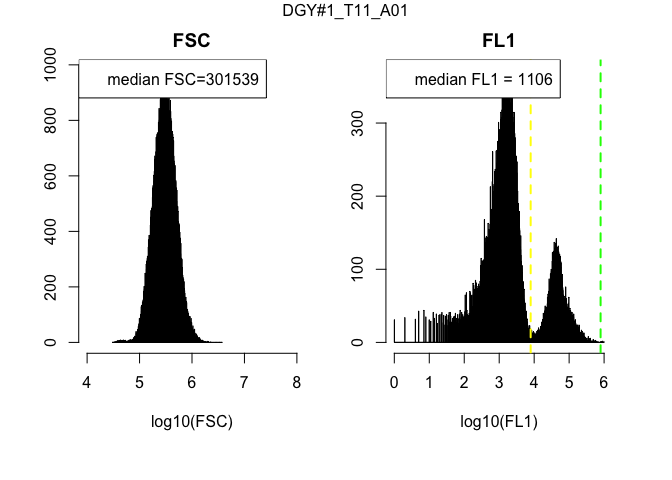 DGY#1_T11_A01
FSC
median FSC=301539
0 200 400 600 800 1000
4 5 6 7 8
log10(FSC)
FL1
median FL1 = 1106
0 100 200 300
0 1 2 3 4 5 6
log10(FL1)